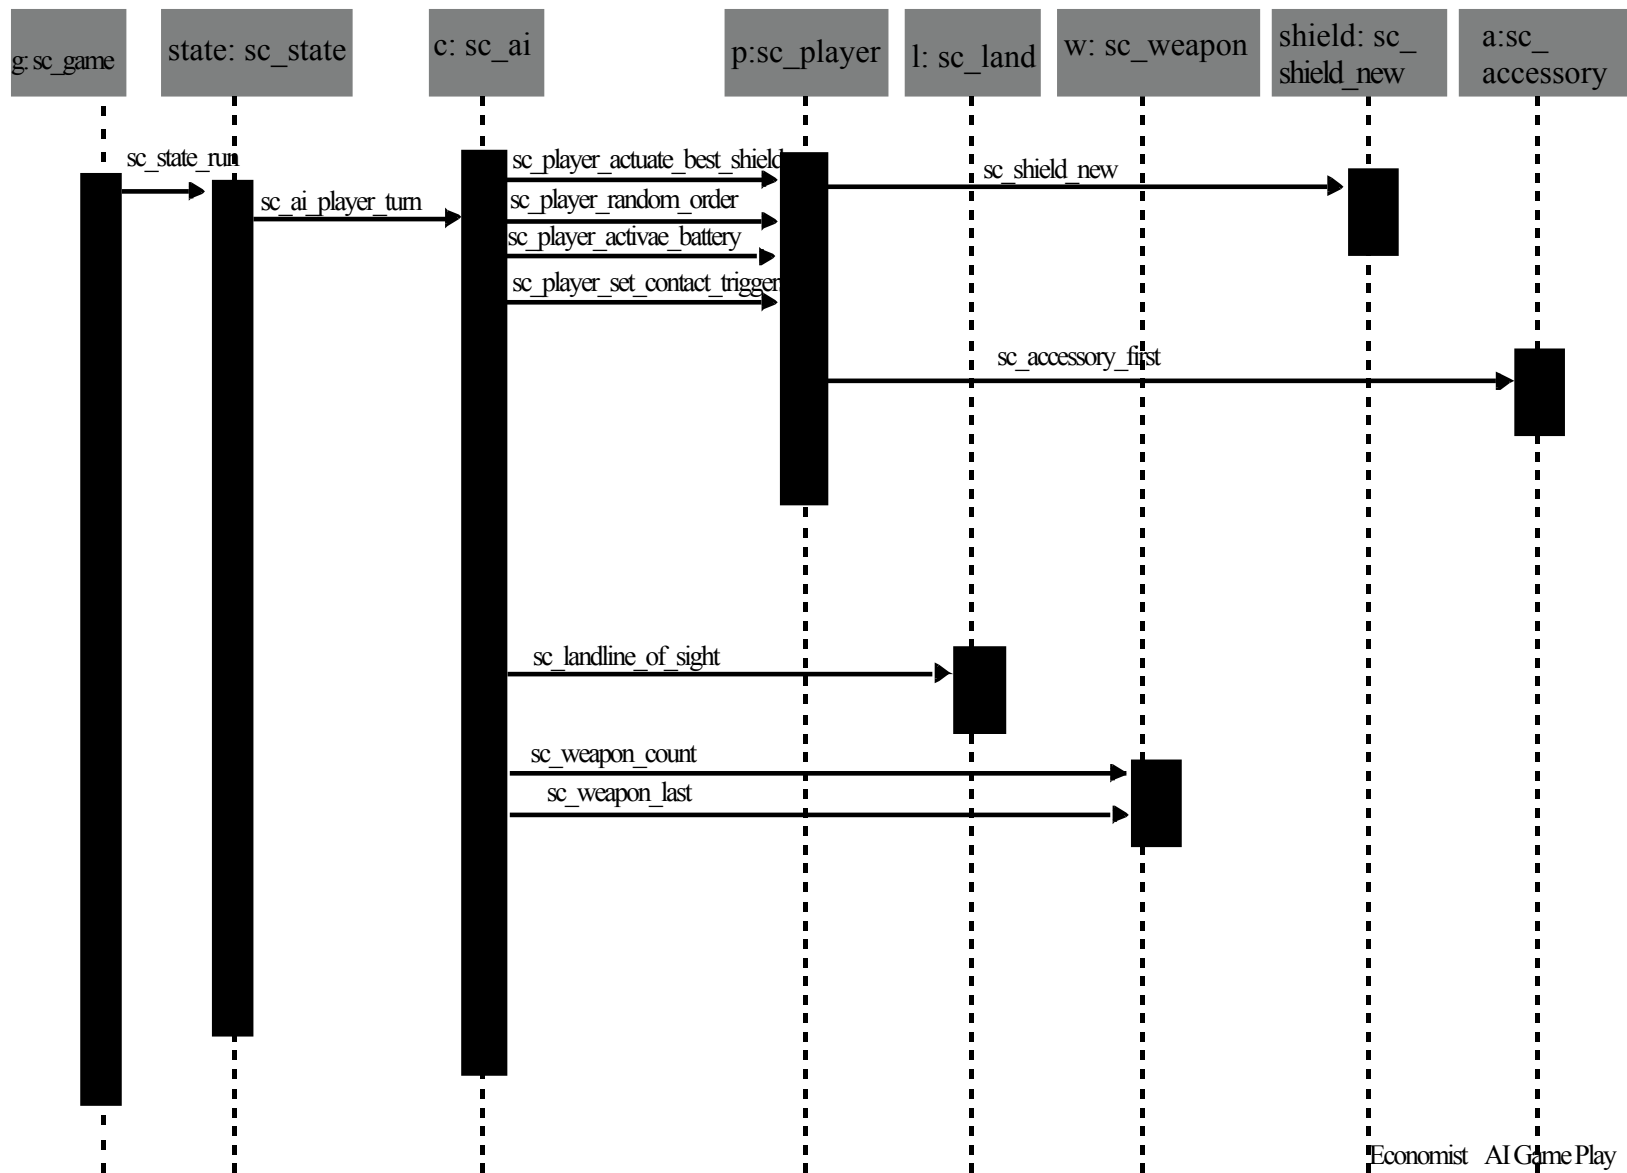 g: sc_game
state: sc_state
c: sc_ai
p:sc_player
l: sc_land
w: sc_weapon
shield: sc_
shield_new
a:sc_
accessory
sc_state_run
sc_ai_player_turn
sc_player_actuate_best_shield
sc_player_random_order
sc_player_activae_battery
sc_player_set_contact_trigger
sc_shield_new
sc_accessory_first
sc_landline_of_sight
sc_weapon_count
sc_weapon_last
Economist AI Game Play